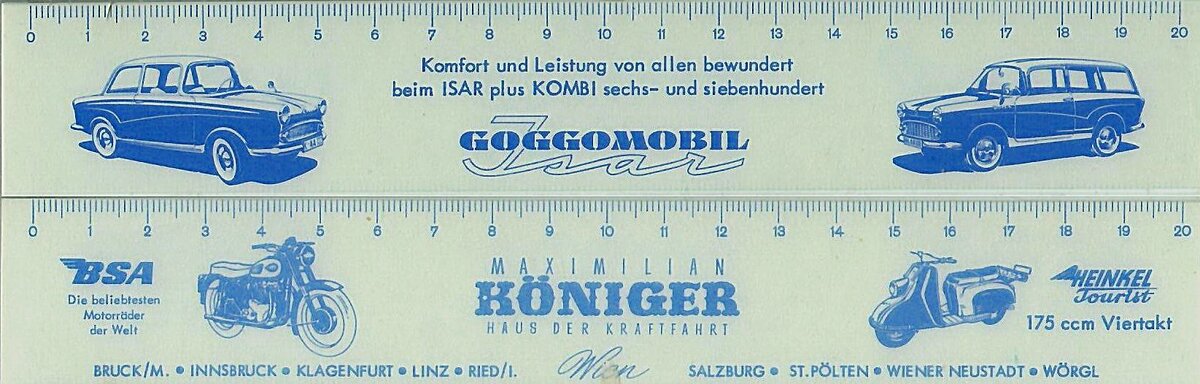 0 1 2 3 4 5 6 7 8 9 10 11 12 13 14 15 16 17 18 19 20
Komfort und Leistung von allen bewundert
beim ISAR plus KOMBI sechs- und siebenhundert
GOGGOMOBIL
Isar
0 1 2 3 4 5 6 7 8 9 10 11 12 13 14 15 16 17 18 19 20
BSA
Die beliebtesten
Motorräder
der Welt
MAXIMILIAN
KÖNIGER
HAUS DER KRAFTFAHRT
HEINKEL
Tourist
175 ccm Viertakt
BRUCK/M. • INNSBRUCK • KLAGENFURT • LINZ • RIED/I. Wien SALZBURG • ST.PÖLTEN • WIENER NEUSTADT • WÖRGL